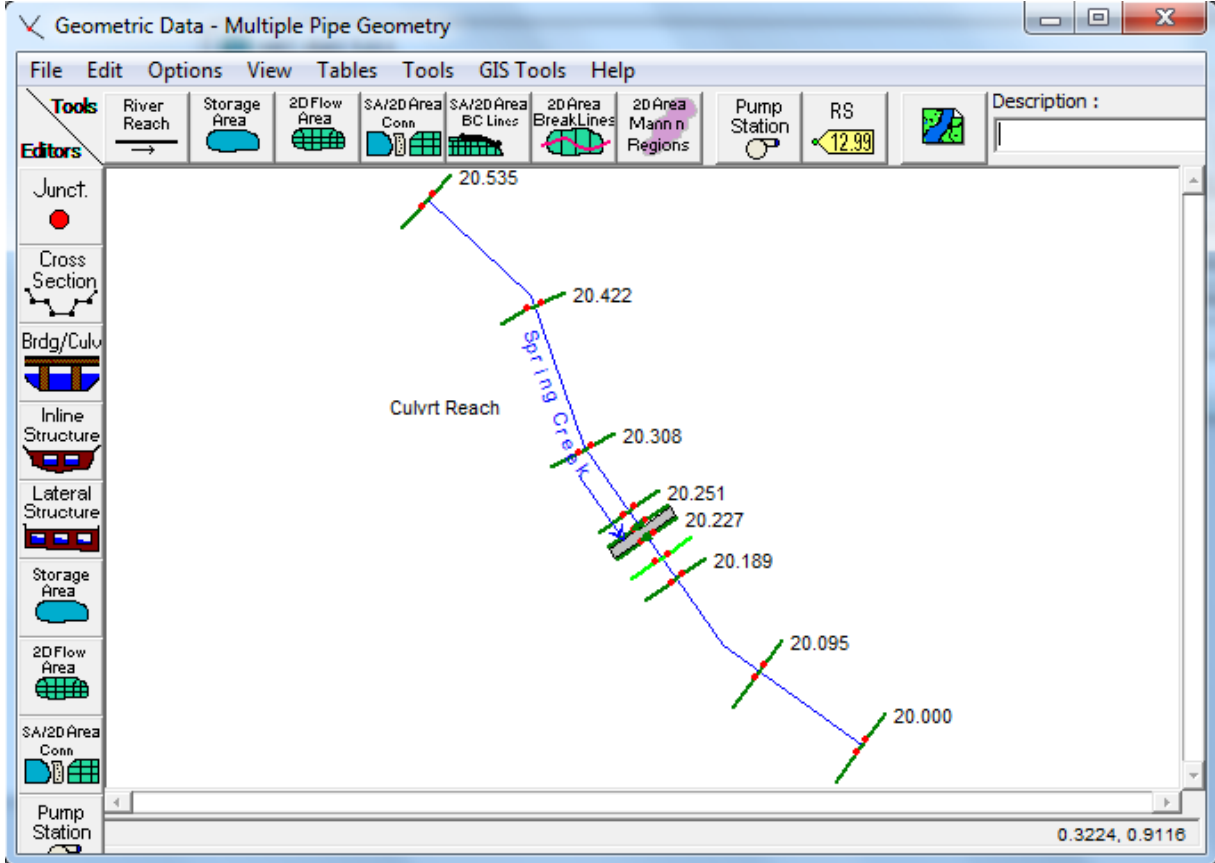 Geometric Data - Multiple Pipe Geometry
File Edit Options View Tables Tools GIS Tools Help
Tools
Editors
River
Reach
Storage
Area
2D Flow
Area
SA/2D Area
Conn
SA/2D Area
BC Lines
2D Area
BreakLines
2D Area
Mann n
Regions
Pump
Station
RS
12.99
Description :
Junct.
Cross
Section
Brdg/Culv
Inline
Structure
Lateral
Structure
Storage
Area
2D Flow
Area
SA/2D Area
Conn
Pump
Station
20.535
20.422
Spring Creek
Culvrt Reach
20.308
20.251
20.227
20.189
20.095
20.000
0.3224, 0.9116